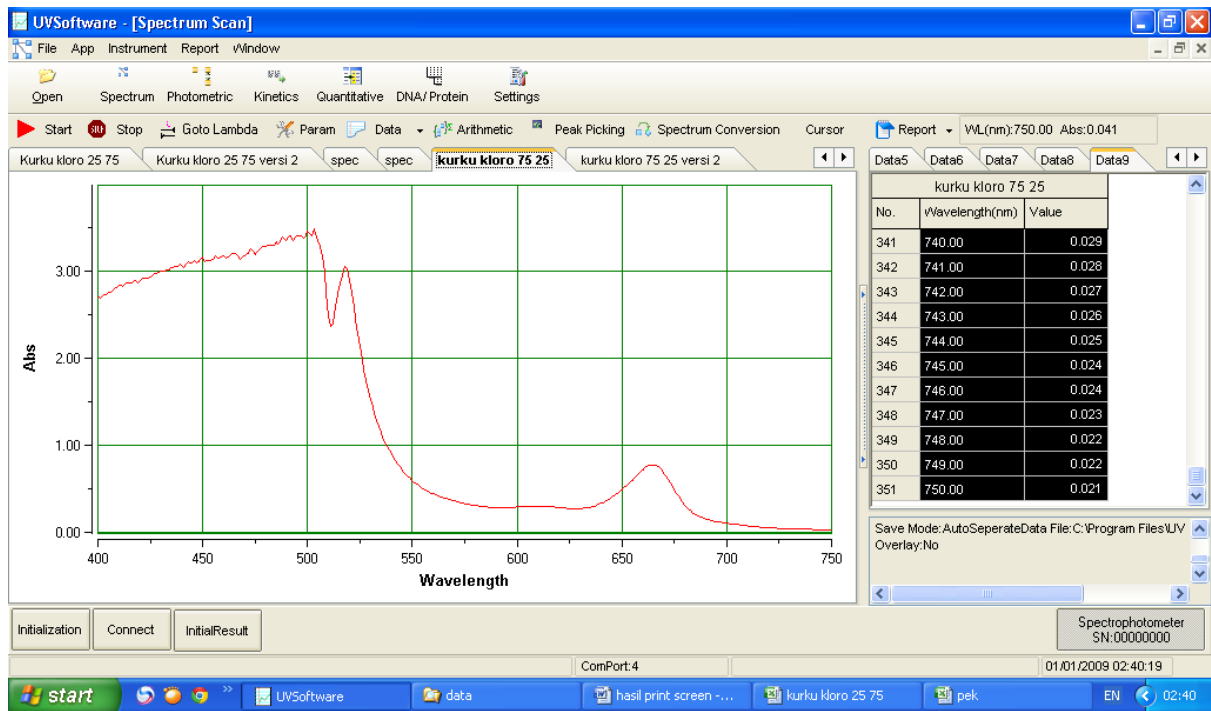 UVSoftware - [Spectrum Scan]
File App Instrument Report Window
Open Spectrum Photometric Kinetics Quantitative DNA/Protein Settings
Start Stop Goto Lambda Param Data Arithmetic Peak Picking Spectrum Conversion Cursor Report WL(nm):750.00 Abs:0.041
Kurku kloro 25 75 Kurku kloro 25 75 versi 2 spec spec kurku kloro 75 25 kurku kloro 75 25 versi 2 Data5 Data6 Data7 Data8 Data9
kurku kloro 75 25
No. Wavelength(nm) Value
341 740.00 0.029
342 741.00 0.028
343 742.00 0.027
344 743.00 0.026
345 744.00 0.025
346 745.00 0.024
347 746.00 0.024
348 747.00 0.023
349 748.00 0.022
350 749.00 0.022
351 750.00 0.021
3.00
2.00
1.00
0.00
Abs
400 450 500 550 600 650 700 750
Wavelength
Save Mode:AutoSeperateData File:C:\Program Files\UV
Overlay:No
Initialization Connect InitialResult Spectrophotometer
SN:00000000
ComPort:4 01/01/2009 02:40:19
start UVSoftware data hasil print screen -... kurku kloro 25 75 pek EN 02:40